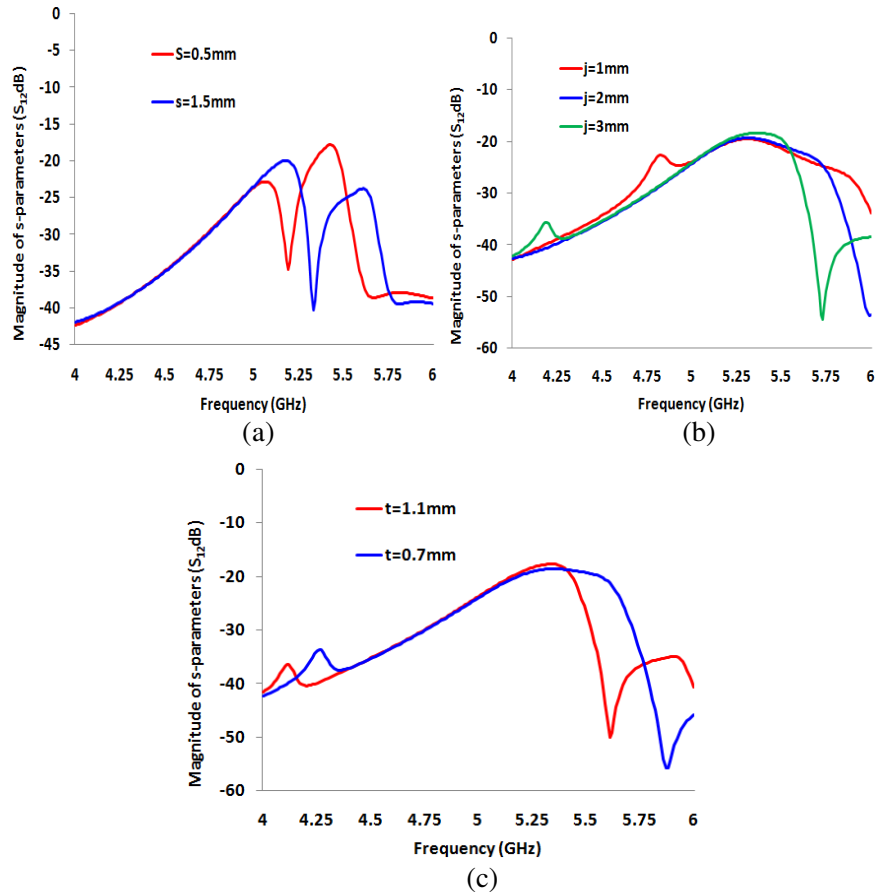 0
-5
-10
-15
-20
-25
-30
-35
-40
-45
Magnitude of s-parameters (S₁₂dB)
S=0.5mm
s=1.5mm
4 4.25 4.5 4.75 5 5.25 5.5 5.75 6
Frequency (GHz)
(a)
0
-10
-20
-30
-40
-50
-60
Magnitude of s-parameters (S₁₂dB)
j=1mm
j=2mm
j=3mm
4 4.25 4.5 4.75 5 5.25 5.5 5.75 6
Frequency (GHz)
(b)
0
-10
-20
-30
-40
-50
-60
Magnitude of s-parameters (S₁₂dB)
t=1.1mm
t=0.7mm
4 4.25 4.5 4.75 5 5.25 5.5 5.75 6
Frequency (GHz)
(c)